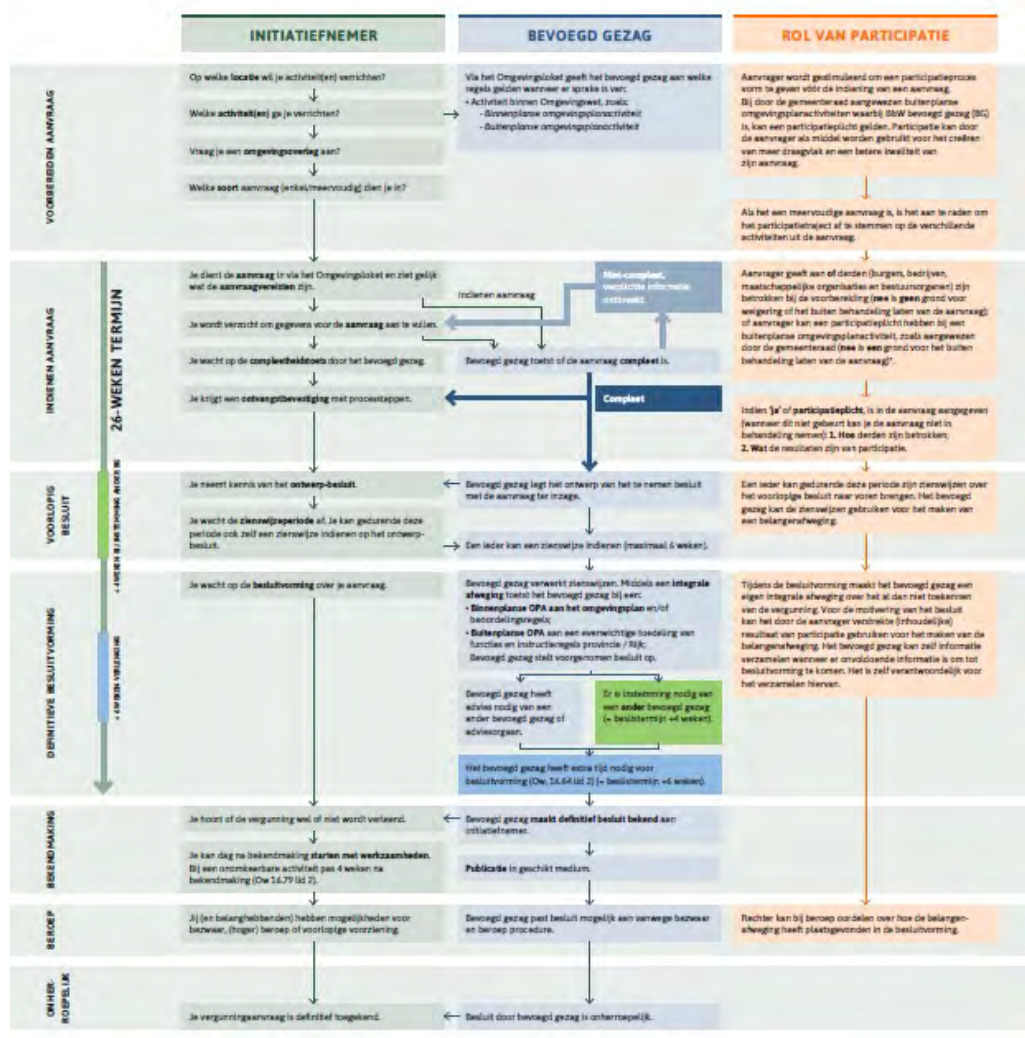 INITIATIEFNEMER
BEVOEGD GEZAG
ROL VAN PARTICIPATIE
VOORBEREIDEN AANVRAAG
Op welke locatie wil je activiteit(en) verrichten?
Welke activiteit(en) ga je verrichten?
Vraag je een omgevingsoverleg aan?
Welke soort aanvraag (enkel/meervoudig) dien je in?
Via het Omgevingsloket geeft het bevoegd gezag aan welke
regels gelden wanneer er sprake is van:
• Activiteit binnen Omgevingswet, zoals:
- Binnenplanse omgevingsplanactiviteit
- Buitenplanse omgevingsplanactiviteit
Aanvrager wordt gestimuleerd om een participatieproces
vorm te geven vóór de indiening van een aanvraag.
Bij door de gemeenteraad aangewezen buitenplanse
omgevingsplanactiviteiten waarbij B&W bevoegd gezag (BG)
is, kan een participatieplicht gelden. Participatie kan door
de aanvrager als middel worden gebruikt voor het creëren
van meer draagvlak en een betere kwaliteit van
zijn aanvraag.
Als het een meervoudige aanvraag is, is het aan te raden om
het participatietraject af te stemmen op de verschillende
activiteiten uit de aanvraag.
INDIENEN AANVRAAG
26-WEKEN TERMIJN
Je dient de aanvraag in via het Omgevingsloket en ziet gelijk
wat de aanvraagvereisten zijn.
Je wordt verzocht om gegevens voor de aanvraag aan te vullen.
Je wacht op de compleetheidstoets door het bevoegd gezag.
Je krijgt een ontvangstbevestiging met processtappen.
Indienen aanvraag
Niet-compleet,
verplichte informatie
ontbreekt.
Bevoegd gezag toetst of de aanvraag compleet is.
Compleet
Aanvrager geeft aan of derden (burgers, bedrijven,
maatschappelijke organisaties en bestuursorganen) zijn
betrokken bij de voorbereiding (nee is geen grond voor
weigering of het buiten behandeling laten van de aanvraag);
of aanvrager kan een participatieplicht hebben bij een
buitenplanse omgevingsplanactiviteit, zoals aangewezen
door de gemeenteraad (nee is een grond voor het buiten
behandeling laten van de aanvraag)*.
Indien 'ja' of participatieplicht, is in de aanvraag aangegeven
(wanneer dit niet gebeurt kan je de aanvraag niet in
behandeling nemen): 1. Hoe derden zijn betrokken;
2. Wat de resultaten zijn van participatie.
VOORLOPIG
BESLUIT
+ 4 WEKEN BIJ INSTEMMING ANDER BG
Je neemt kennis van het ontwerp-besluit.
Je wacht de zienswijzeperiode af. Je kan gedurende deze
periode ook zelf een zienswijze indienen op het ontwerp-
besluit.
Bevoegd gezag legt het ontwerp van het te nemen besluit
met de aanvraag ter inzage.
Een ieder kan een zienswijze indienen (maximaal 6 weken).
Een ieder kan gedurende deze periode zijn zienswijzen over
het voorlopige besluit naar voren brengen. Het bevoegd
gezag kan de zienswijzen gebruiken voor het maken van
een belangenafweging.
DEFINITIEVE BESLUITVORMING
+ 6 WEKEN VERLENGING
Je wacht op de besluitvorming over je aanvraag.
Bevoegd gezag verwerkt zienswijzen. Middels een integrale
afweging toetst het bevoegd gezag bij een:
• Binnenplanse OPA aan het omgevingsplan en/of
beoordelingsregels;
• Buitenplanse OPA aan een evenwichtige toedeling van
functies en instructieregels provincie / Rijk;
Bevoegd gezag stelt voorgenomen besluit op.
Bevoegd gezag heeft
advies nodig van een
ander bevoegd gezag of
adviesorgaan.
Er is instemming nodig van
een ander bevoegd gezag
(= beslistermijn +4 weken).
Het bevoegd gezag heeft extra tijd nodig voor
besluitvorming (Ow, 16.64 lid 2) (= beslistermijn +6 weken).
Tijdens de besluitvorming maakt het bevoegd gezag een
eigen integrale afweging over het al dan niet toekennen
van de vergunning. Voor de motivering van het besluit
kan het door de aanvrager verstrekte (inhoudelijke)
resultaat van participatie gebruiken voor het maken van de
belangenafweging. Het bevoegd gezag kan zelf informatie
verzamelen wanneer er onvoldoende informatie is om tot
besluitvorming te komen. Het is zelf verantwoordelijk voor
het verzamelen hiervan.
BEKENDMAKING
Je hoort of de vergunning wel of niet wordt verleend.
Je kan dag na bekendmaking starten met werkzaamheden.
Bij een onomkeerbare activiteit pas 4 weken na
bekendmaking (Ow 16.79 lid 2).
Bevoegd gezag maakt definitief besluit bekend aan
initiatiefnemer.
Publicatie in geschikt medium.
BEROEP
Jij (en belanghebbenden) hebben mogelijkheden voor
bezwaar, (hoger) beroep of voorlopige voorziening.
Bevoegd gezag past besluit mogelijk aan vanwege bezwaar
en beroep procedure.
Rechter kan bij beroep oordelen over hoe de belangen-
afweging heeft plaatsgevonden in de besluitvorming.
ONHER-
ROEPELIJK
Je vergunningaanvraag is definitief toegekend.
Besluit door bevoegd gezag is onherroepelijk.